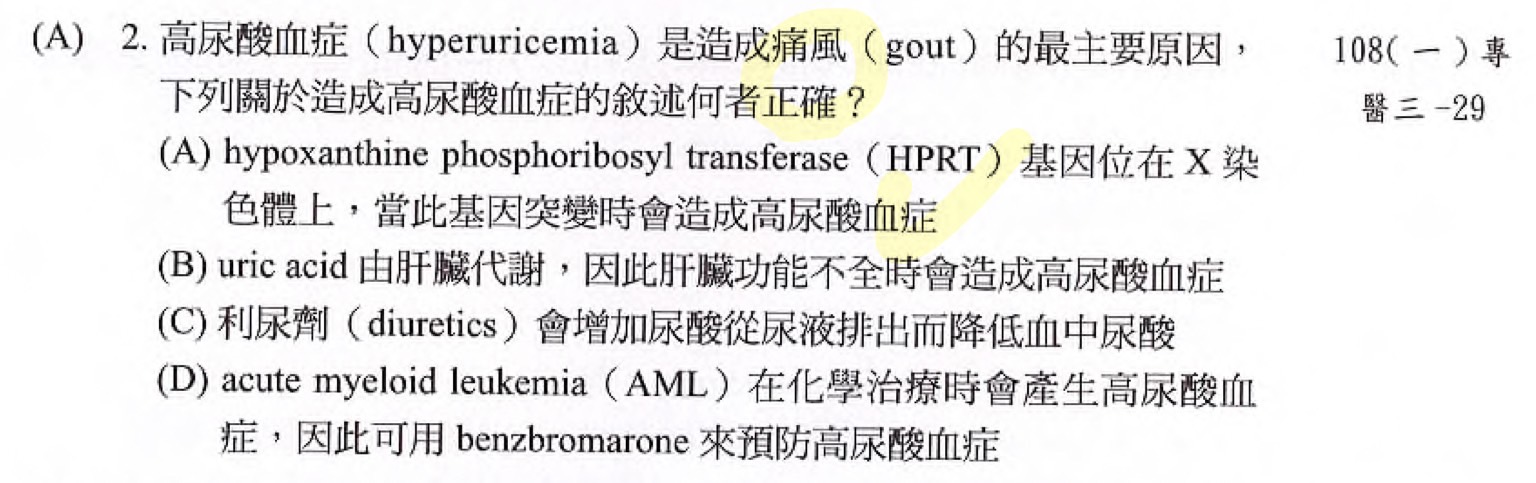 (A) 2. 高尿酸血症（hyperuricemia）是造成痛風（gout）的最主要原因，
下列關於造成高尿酸血症的敘述何者正確？
(A) hypoxanthine phosphoribosyl transferase（HPRT）基因位在 X 染
色體上，當此基因突變時會造成高尿酸血症
(B) uric acid 由肝臟代謝，因此肝臟功能不全時會造成高尿酸血症
(C) 利尿劑（diuretics）會增加尿酸從尿液排出而降低血中尿酸
(D) acute myeloid leukemia（AML）在化學治療時會產生高尿酸血
症，因此可用 benzbromarone 來預防高尿酸血症
108(一)專
醫三-29